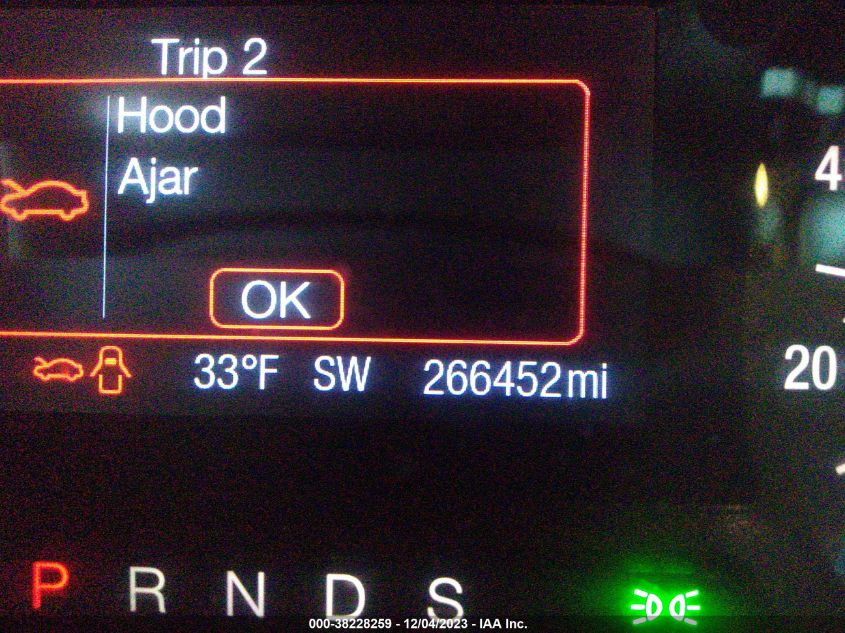 Trip 2
Hood
Ajar
OK
33°F SW 266452mi
4
20
P R N D S
000-38228259 - 12/04/2023 - IAA Inc.